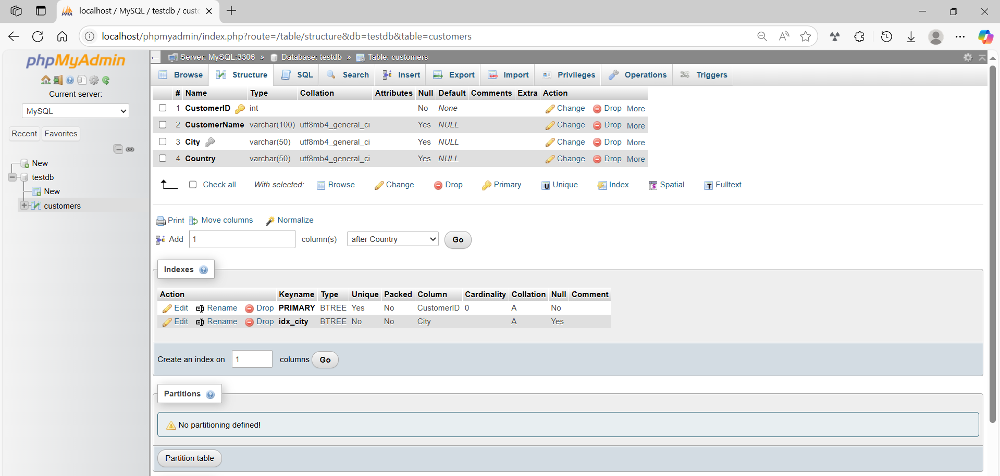 localhost / MySQL / testdb / custo
localhost/phpmyadmin/index.php?route=/table/structure&db=testdb&table=customers
phpMyAdmin
Current server:
MySQL
Recent Favorites
New
testdb
New
customers
Server: MySQL:3306 » Database: testdb » Table: customers
Browse Structure SQL Search Insert Export Import Privileges Operations Triggers
# Name Type Collation Attributes Null Default Comments Extra Action
1 CustomerID int No None Change Drop More
2 CustomerName varchar(100) utf8mb4_general_ci Yes NULL Change Drop More
3 City varchar(50) utf8mb4_general_ci Yes NULL Change Drop More
4 Country varchar(50) utf8mb4_general_ci Yes NULL Change Drop More
Check all With selected: Browse Change Drop Primary Unique Index Spatial Fulltext
Print Move columns Normalize
Add 1 column(s) after Country Go
Indexes
Action Keyname Type Unique Packed Column Cardinality Collation Null Comment
Edit Rename Drop PRIMARY BTREE Yes No CustomerID 0 A No
Edit Rename Drop idx_city BTREE No No City A Yes
Create an index on 1 columns Go
Partitions
No partitioning defined!
Partition table